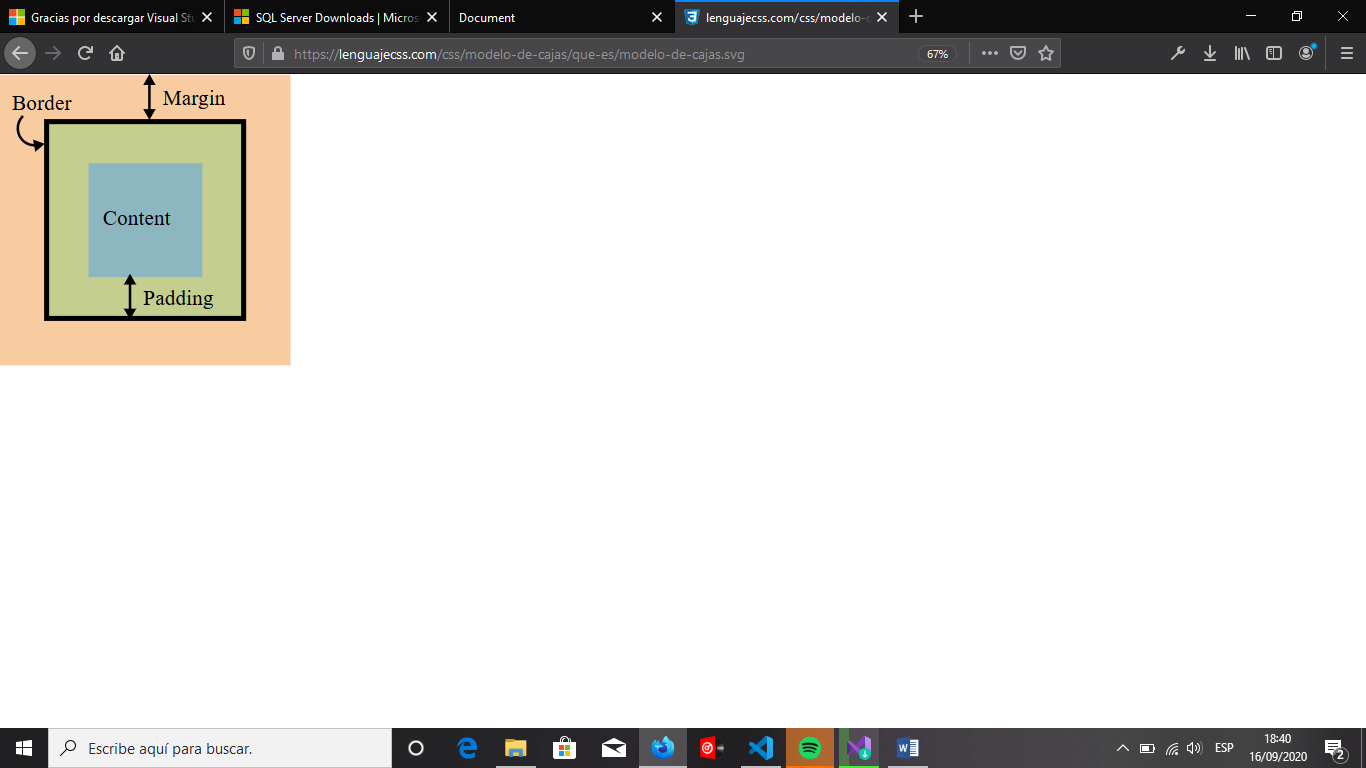 Gracias por descargar Visual Stu
SQL Server Downloads | Micros
Document
lenguajecss.com/css/modelo-d
https://lenguajecss.com/css/modelo-de-cajas/que-es/modelo-de-cajas.svg
67%
Border
Margin
Content
Padding
Escribe aquí para buscar.
ESP
18:40
16/09/2020
2